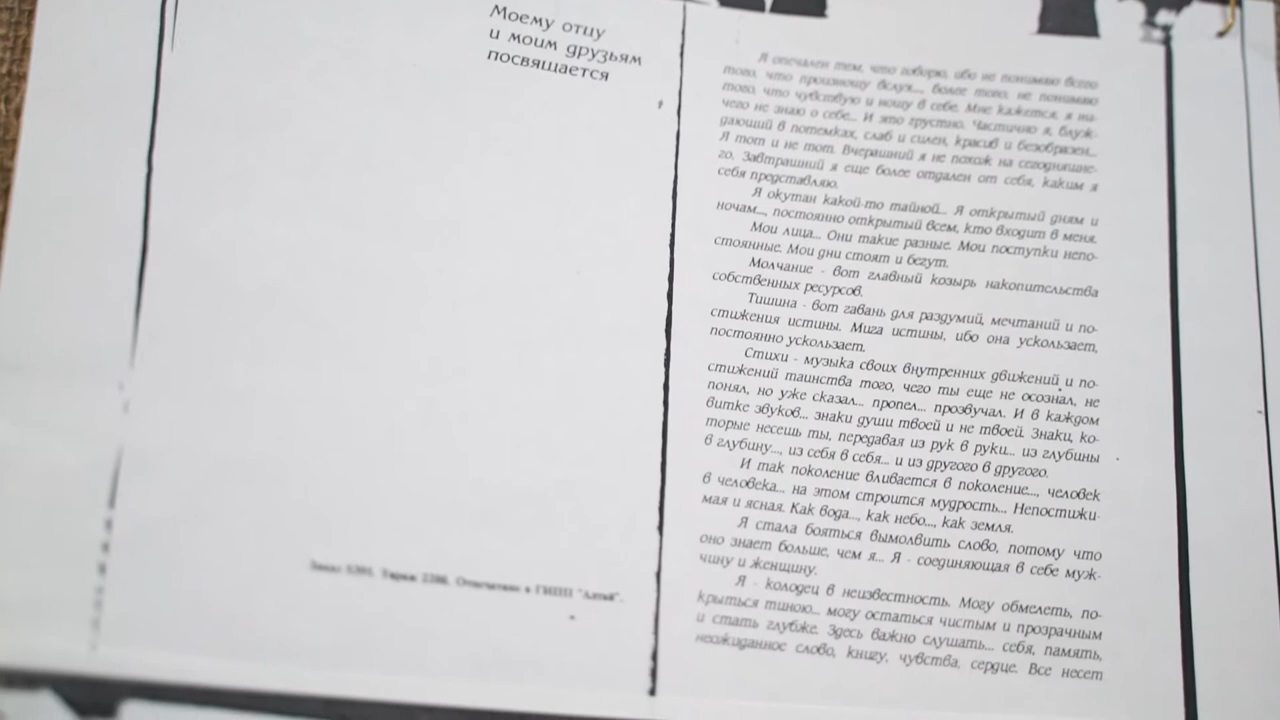 Моему отцу
и моим друзьям
посвящается
Заказ 5395. Тираж 2200. Отпечатано в ГИПП "Алтай".
Я опечален тем, что говорю, ибо не понимаю всего
того, что произношу вслух..., более того, не понимаю
того, что чувствую и ношу в себе. Мне кажется, я ни-
чего не знаю о себе... И это грустно. Частично я, блуж-
дающий в потемках, слаб и силен, красив и безобразен...
Я тот и не тот. Вчерашний я не похож на сегодняшне-
го. Завтрашний я еще более отдален от себя, каким я
себя представляю.
Я окутан какой-то тайной... Я открытый дням и
ночам..., постоянно открытый всем, кто входит в меня.
Мои лица... Они такие разные. Мои поступки непо-
стоянные. Мои дни стоят и бегут.
Молчание - вот главный козырь накопительства
собственных ресурсов.
Тишина - вот гавань для раздумий, мечтаний и по-
стижения истины. Мига истины, ибо она ускользает,
постоянно ускользает.
Стихи - музыка своих внутренних движений и по-
стижений таинства того, чего ты еще не осознал, не
понял, но уже сказал... пропел... прозвучал. И в каждом
витке звуков... знаки души твоей и не твоей. Знаки, ко-
торые несешь ты, передавая из рук в руки... из глубины
в глубину..., из себя в себя... и из другого в другого.
И так поколение вливается в поколение..., человек
в человека... на этом строится мудрость... Непостижи-
мая и ясная. Как вода..., как небо..., как земля.
Я стала бояться вымолвить слово, потому что
оно знает больше, чем я... Я - соединяющая в себе муж-
чину и женщину.
Я - колодец в неизвестность. Могу обмелеть, по-
крыться тиною... могу остаться чистым и прозрачным
и стать глубже. Здесь важно слушать... себя, память,
неожиданное слово, книгу, чувства, сердце. Все несет